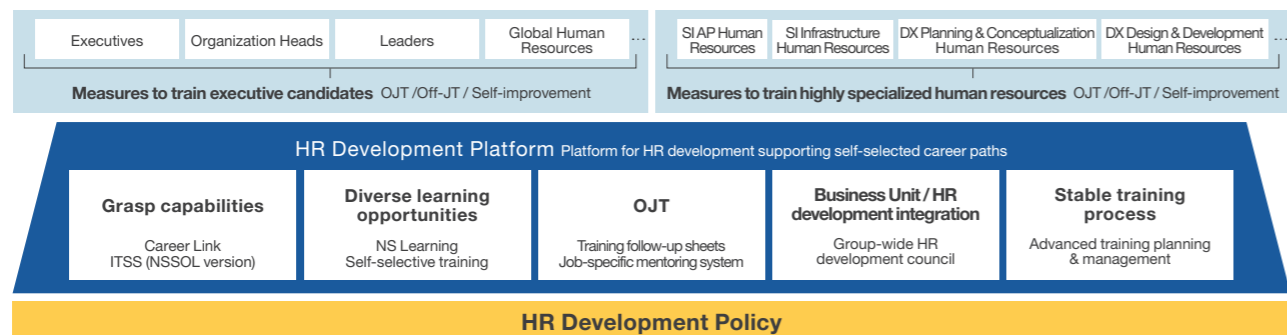 Executives
Organization Heads
Leaders
Global Human
Resources
...
Measures to train executive candidates OJT /Off-JT / Self-improvement
SI AP Human
Resources
SI Infrastructure
Human Resources
DX Planning & Conceptualization
Human Resources
DX Design & Development
Human Resources
...
Measures to train highly specialized human resources OJT /Off-JT / Self-improvement
HR Development Platform Platform for HR development supporting self-selected career paths
Grasp capabilities
Career Link
ITSS (NSSOL version)
Diverse learning
opportunities
NS Learning
Self-selective training
OJT
Training follow-up sheets
Job-specific mentoring system
Business Unit / HR
development integration
Group-wide HR
development council
Stable training
process
Advanced training planning
& management
HR Development Policy